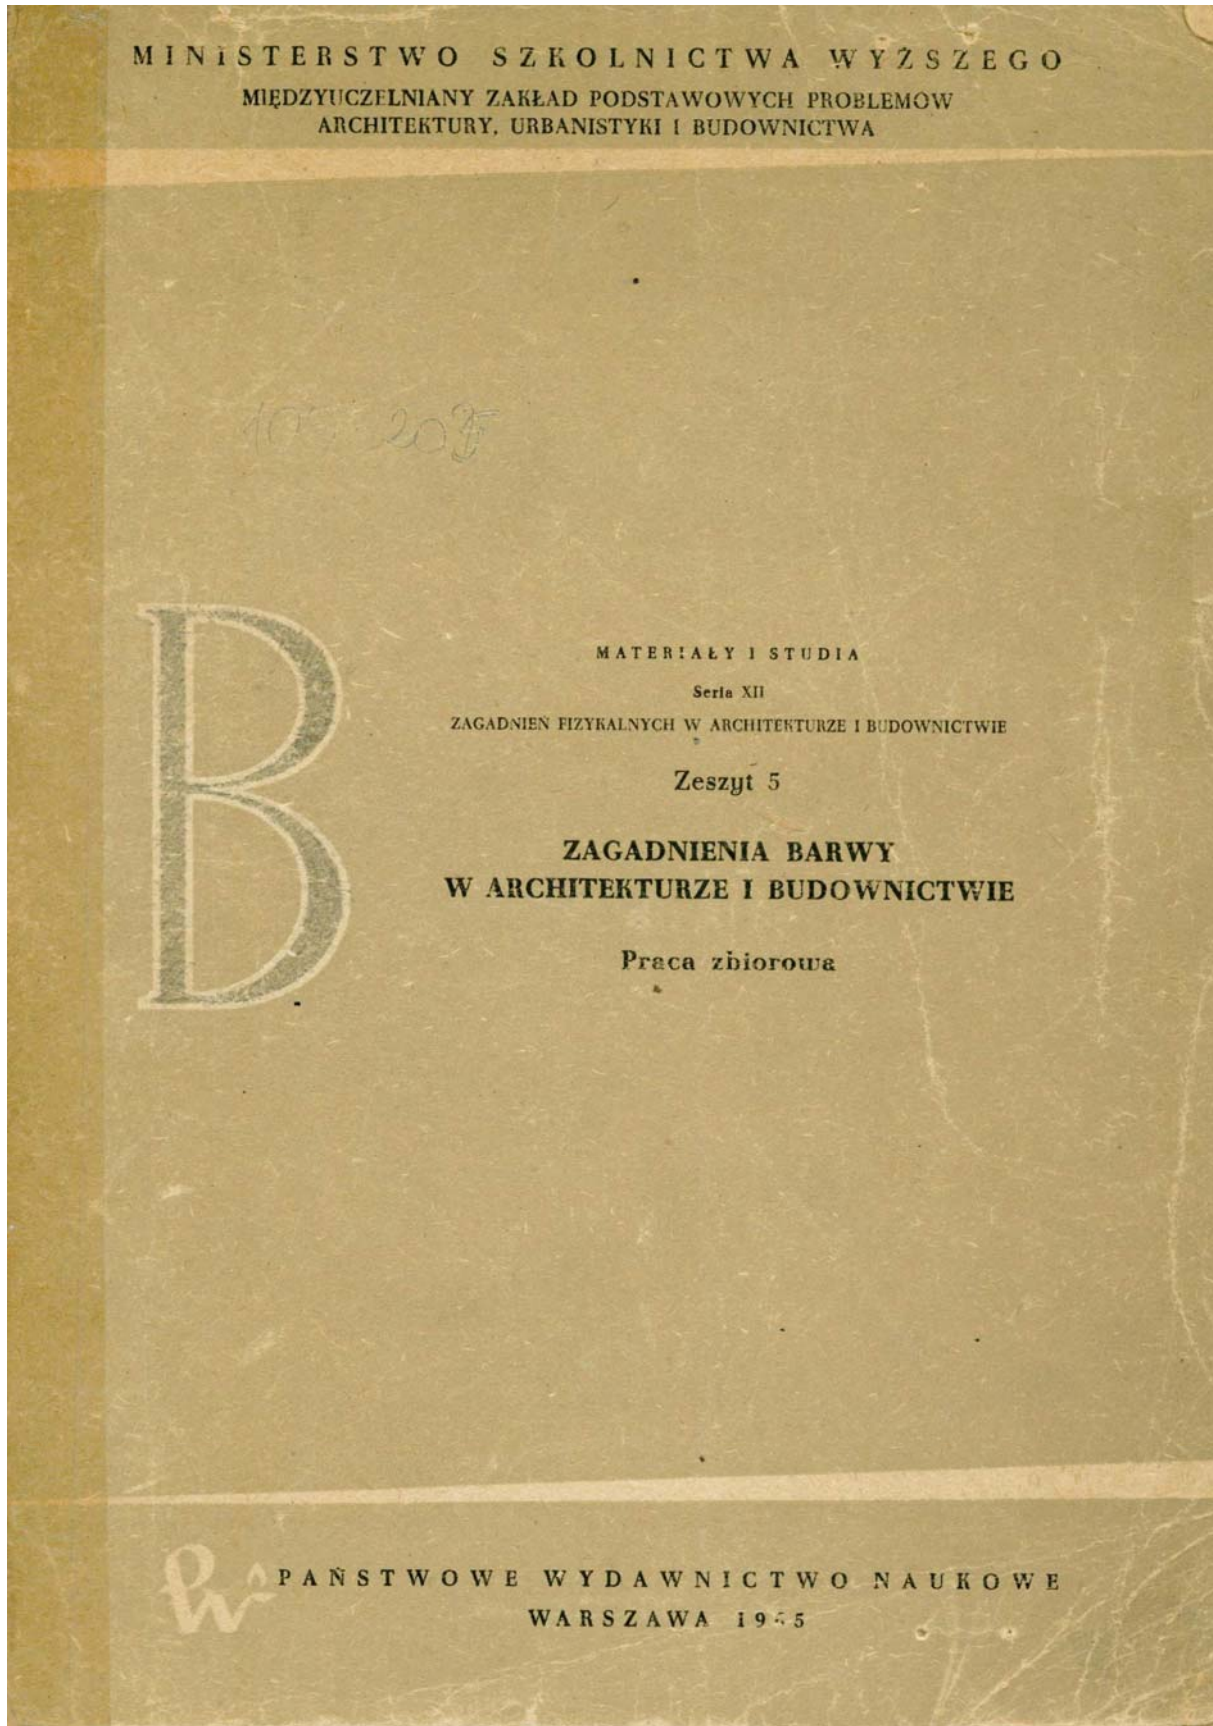 MINISTERSTWO SZKOLNICTWA WYŻSZEGO
MIĘDZYUCZELNIANY ZAKŁAD PODSTAWOWYCH PROBLEMOW
ARCHITEKTURY, URBANISTYKI I BUDOWNICTWA
B
MATERIAŁY I STUDIA
Seria XII
ZAGADNIEŃ FIZYKALNYCH W ARCHITEKTURZE I BUDOWNICTWIE
Zeszyt 5
ZAGADNIENIA BARWY
W ARCHITEKTURZE I BUDOWNICTWIE
Praca zbiorowa
PAŃSTWOWE WYDAWNICTWO NAUKOWE
WARSZAWA